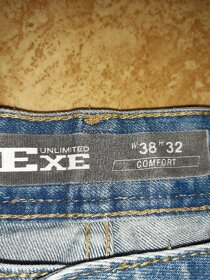 UNLIMITED
EXE
W. 38 H 32
COMFORT